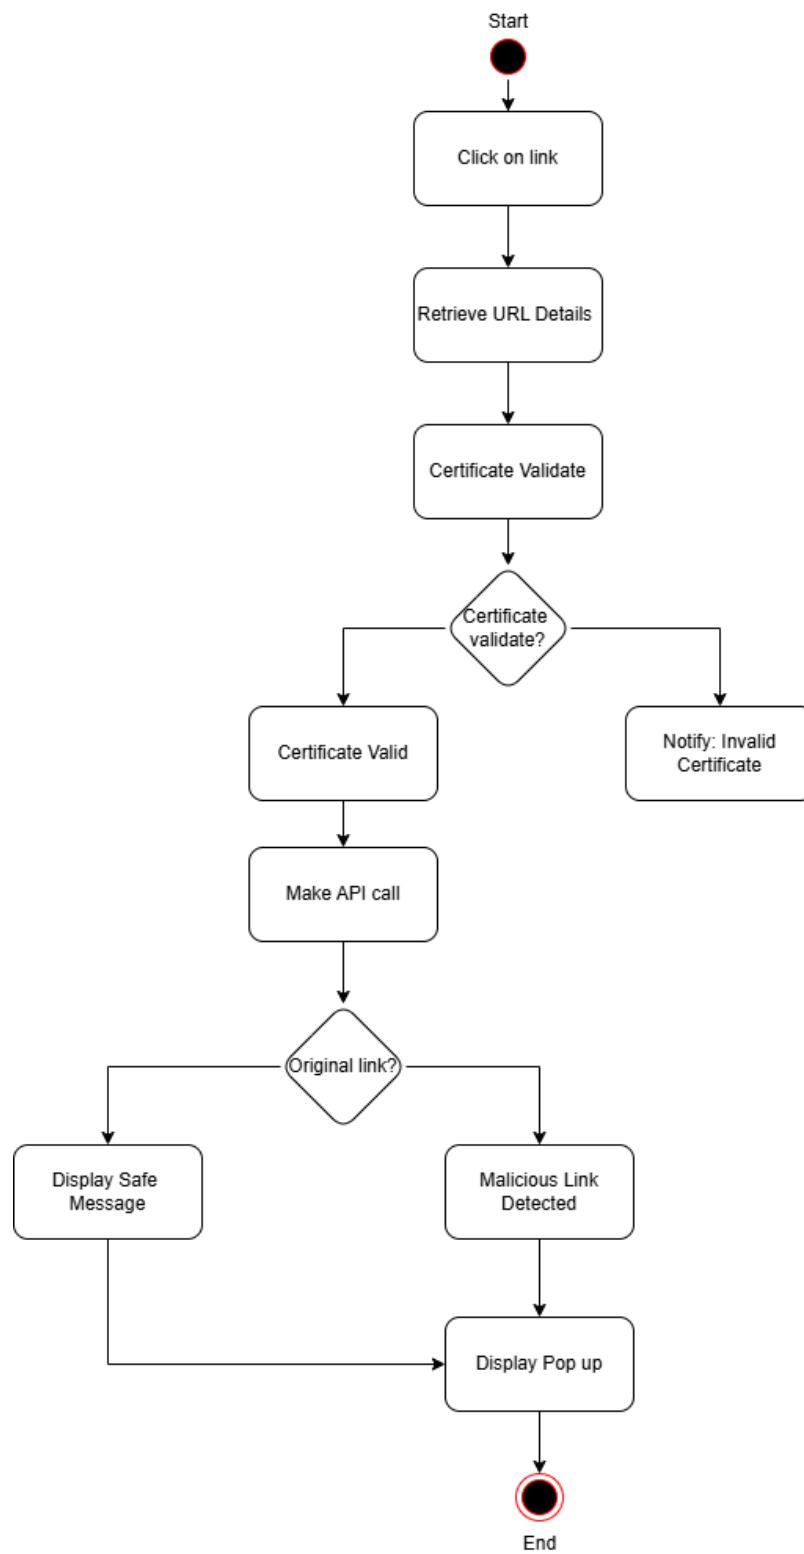 Start
Click on link
Retrieve URL Details
Certificate Validate
Certificate
validate?
Certificate Valid
Notify: Invalid
Certificate
Make API call
Original link?
Display Safe
Message
Malicious Link
Detected
Display Pop up
End